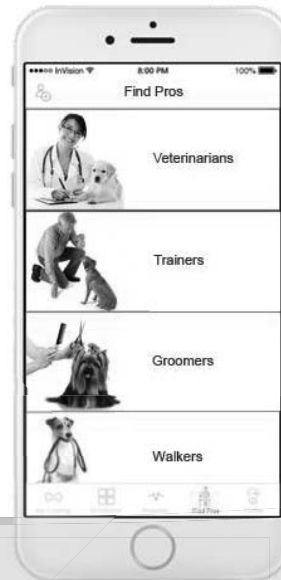 InVision 8:00 PM 100%
Find Pros
Veterinarians
Trainers
Groomers
Walkers
Find Pros